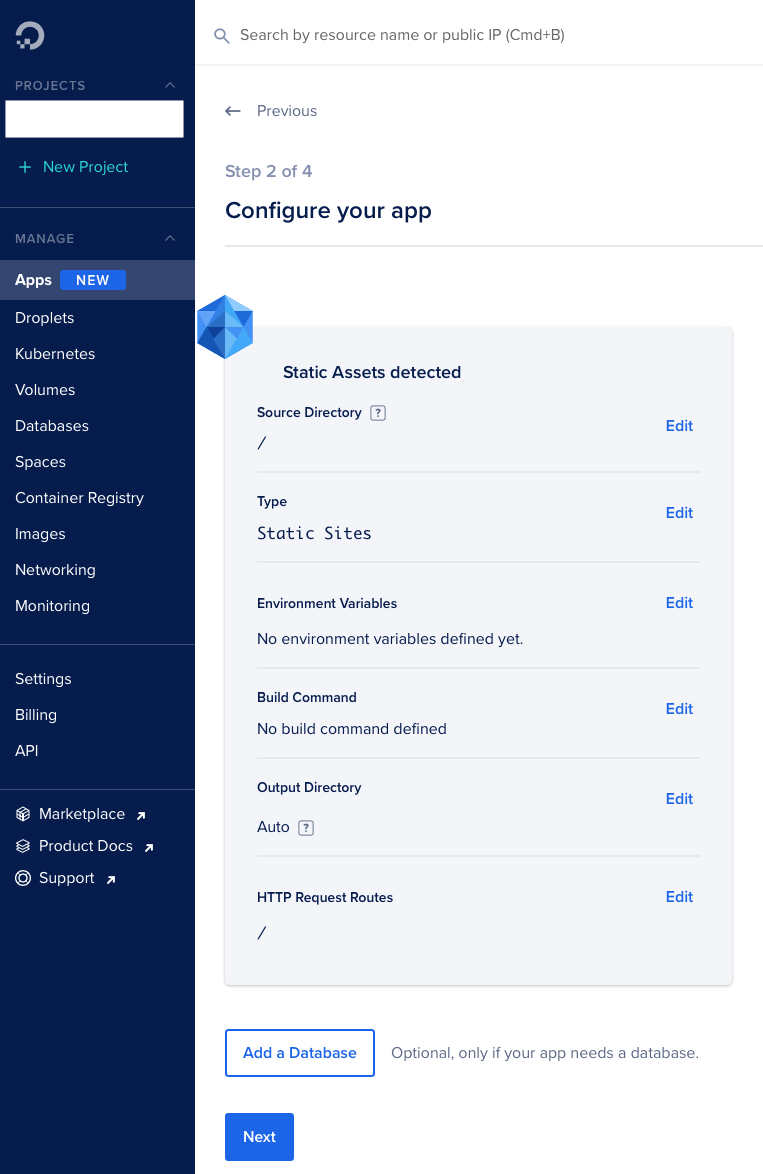 PROJECTS
+ New Project
MANAGE
Apps NEW
Droplets
Kubernetes
Volumes
Databases
Spaces
Container Registry
Images
Networking
Monitoring
Settings
Billing
API
Marketplace
Product Docs
Support
Search by resource name or public IP (Cmd+B)
← Previous
Step 2 of 4
Configure your app
Static Assets detected
Source Directory ?
/
Edit
Type
Static Sites
Edit
Environment Variables
Edit
No environment variables defined yet.
Build Command
No build command defined
Edit
Output Directory
Auto ?
Edit
HTTP Request Routes
Edit
/
Add a Database Optional, only if your app needs a database.
Next